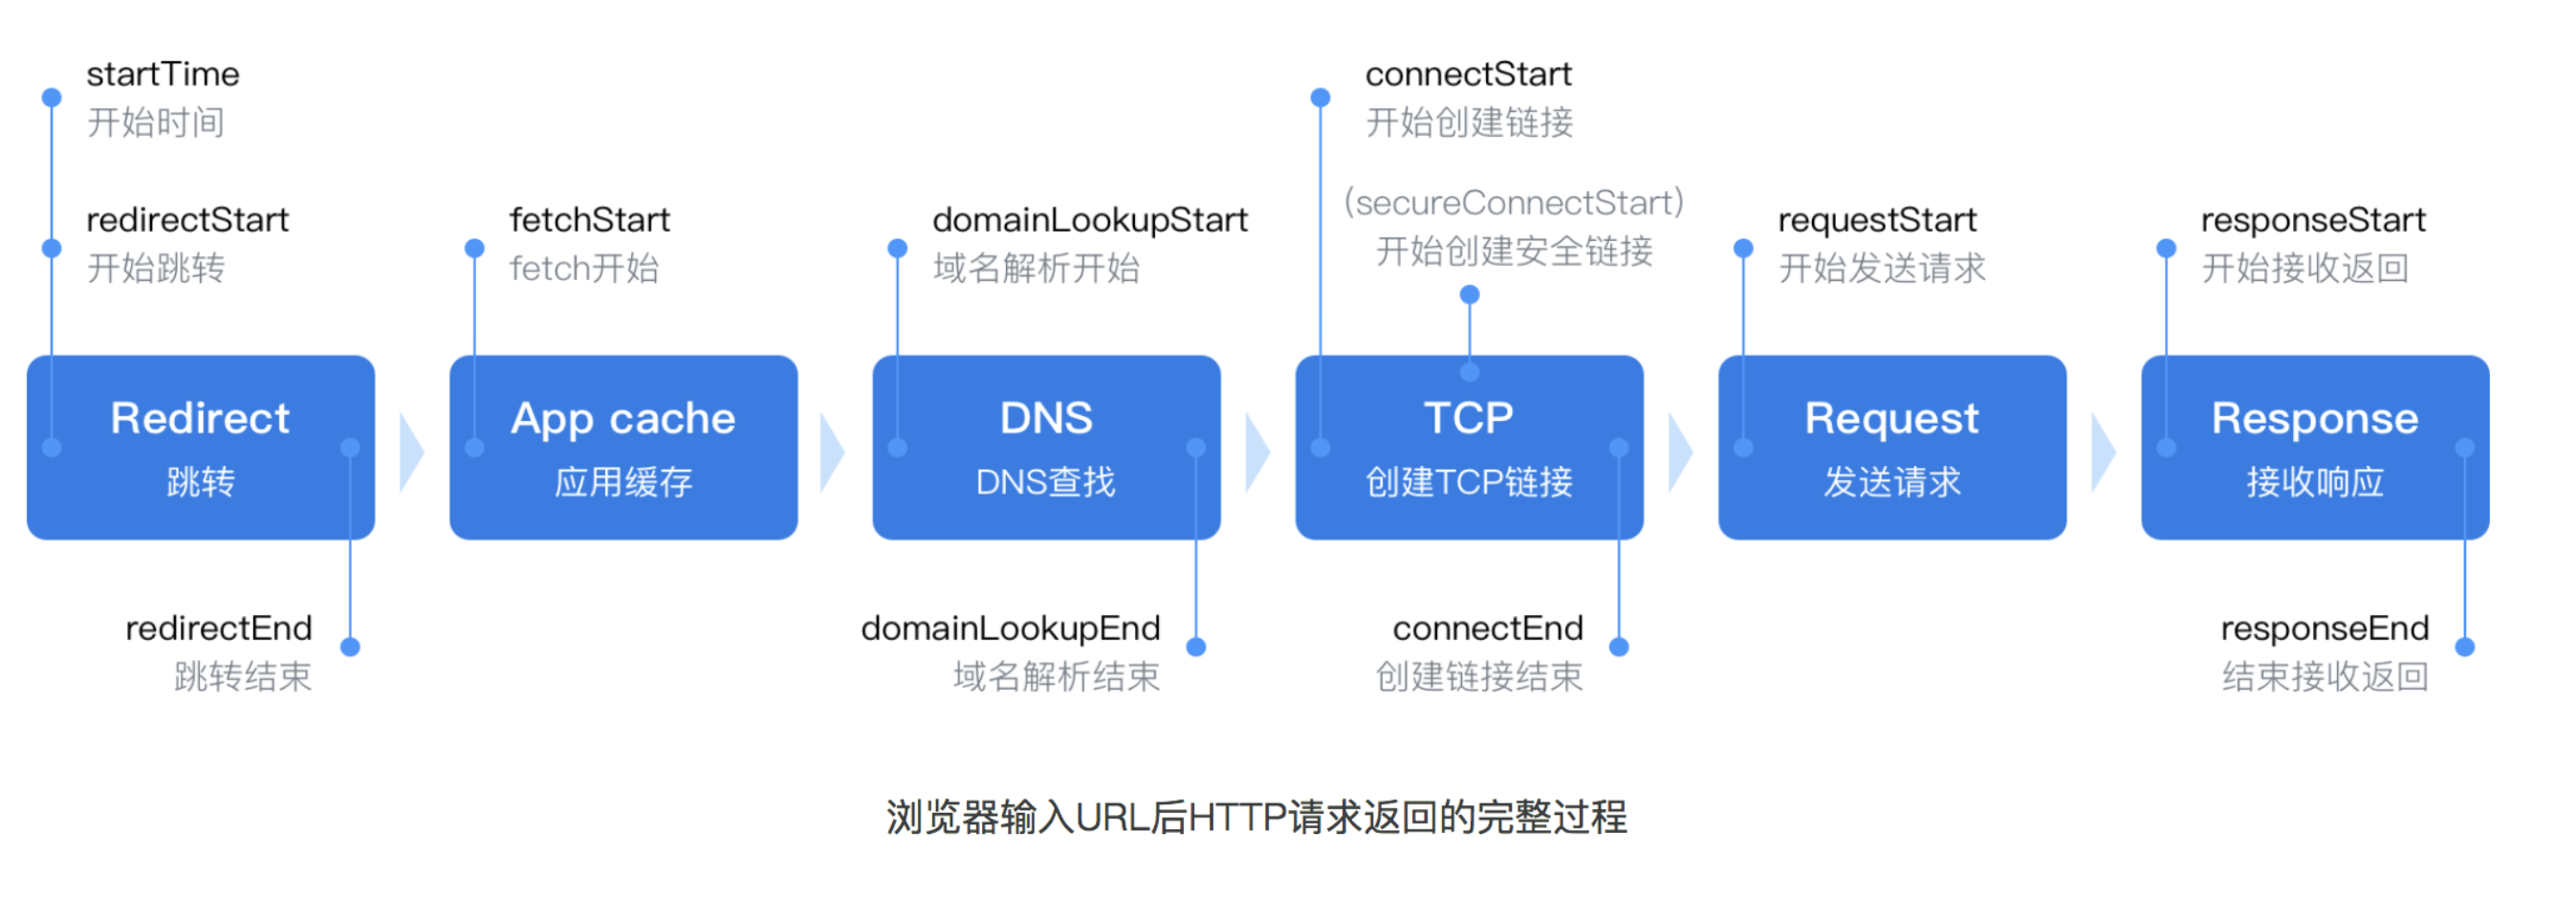 startTime
开始时间
connectStart
开始创建链接
redirectStart
开始跳转
fetchStart
fetch开始
domainLookupStart
域名解析开始
(secureConnectStart)
开始创建安全链接
requestStart
开始发送请求
responseStart
开始接收返回
Redirect
跳转
App cache
应用缓存
DNS
DNS查找
TCP
创建TCP链接
Request
发送请求
Response
接收响应
redirectEnd
跳转结束
domainLookupEnd
域名解析结束
connectEnd
创建链接结束
responseEnd
结束接收返回
浏览器输入URL后HTTP请求返回的完整过程